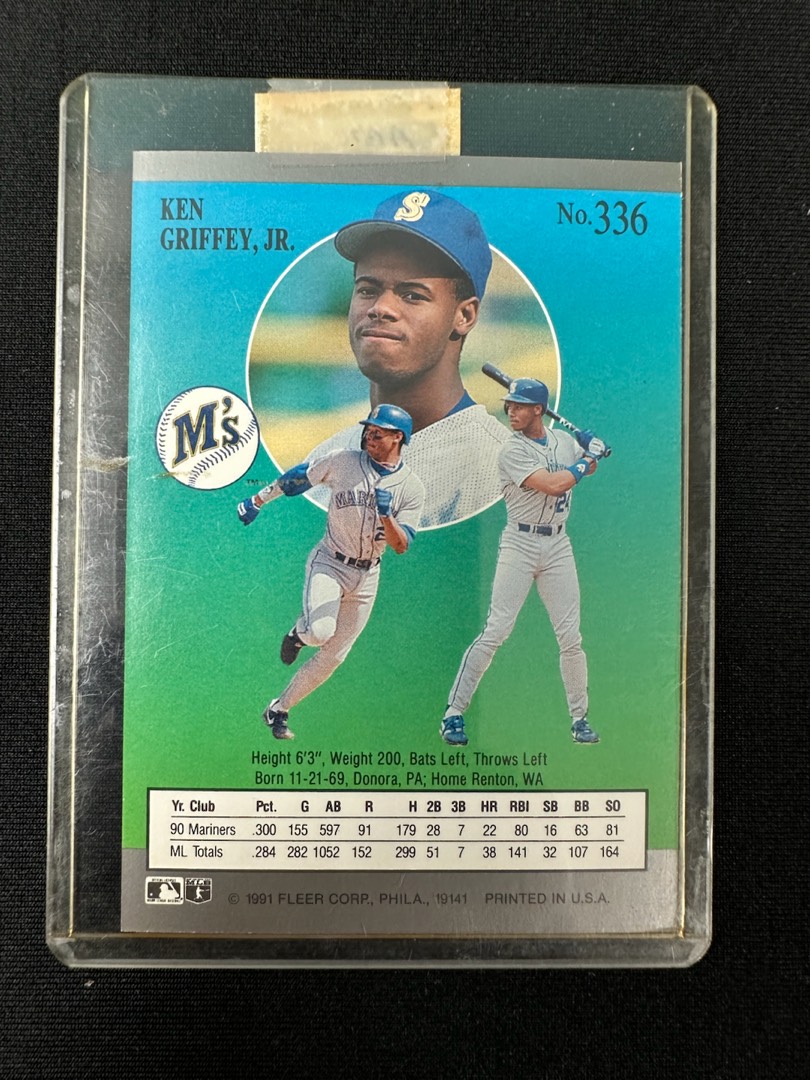 KEN
GRIFFEY, JR.
No.336
S
M's
MARI
24
Height 6'3", Weight 200, Bats Left, Throws Left
Born 11-21-69, Donora, PA; Home Renton, WA
Yr. Club Pct. G AB R H 2B 3B HR RBI SB BB SO
90 Mariners .300 155 597 91 179 28 7 22 80 16 63 81
ML Totals .284 282 1052 152 299 51 7 38 141 32 107 164
© 1991 FLEER CORP., PHILA., 19141 PRINTED IN U.S.A.